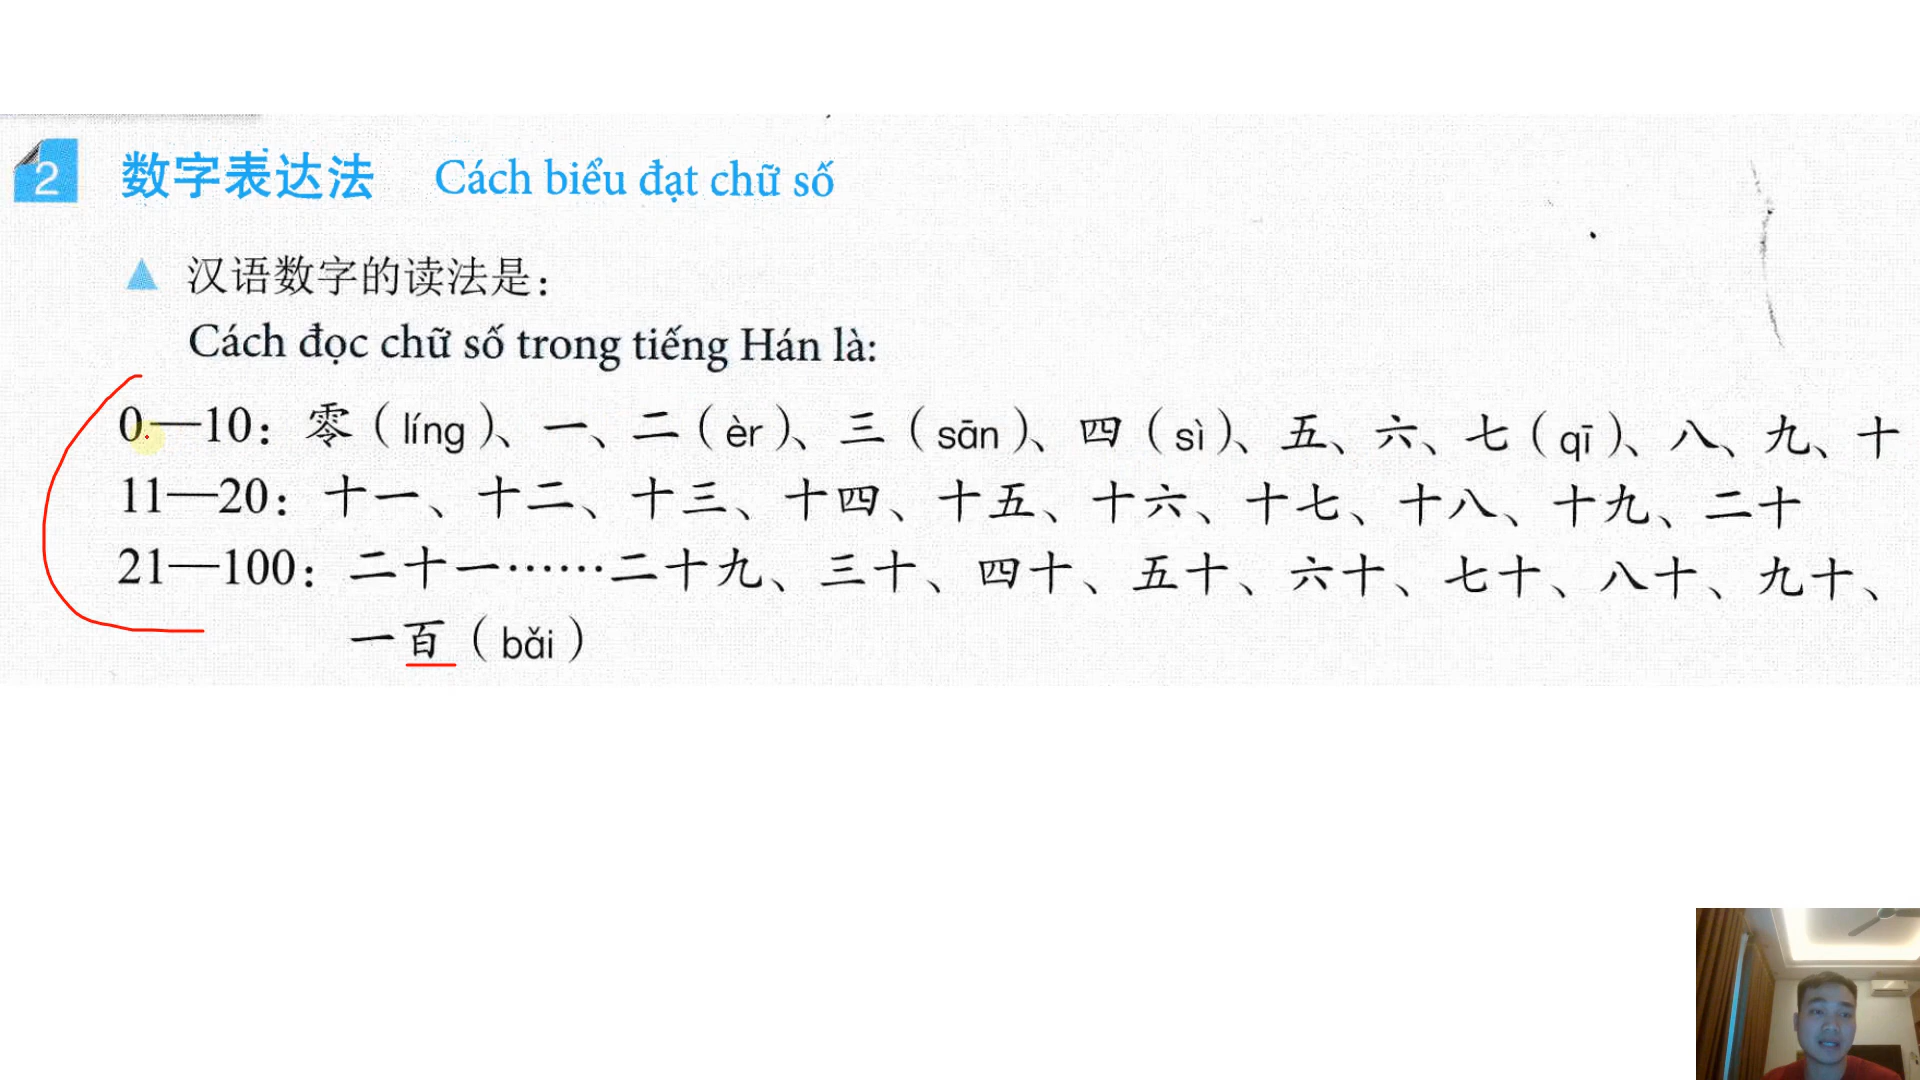 2 数字表达法 Cách biểu đạt chữ số
▲ 汉语数字的读法是：
Cách đọc chữ số trong tiếng Hán là:
0—10：零（líng）、一、二（èr）、三（sān）、四（sì）、五、六、七（qī）、八、九、十
11—20：十一、十二、十三、十四、十五、十六、十七、十八、十九、二十
21—100：二十一……二十九、三十、四十、五十、六十、七十、八十、九十、
一百（bǎi）